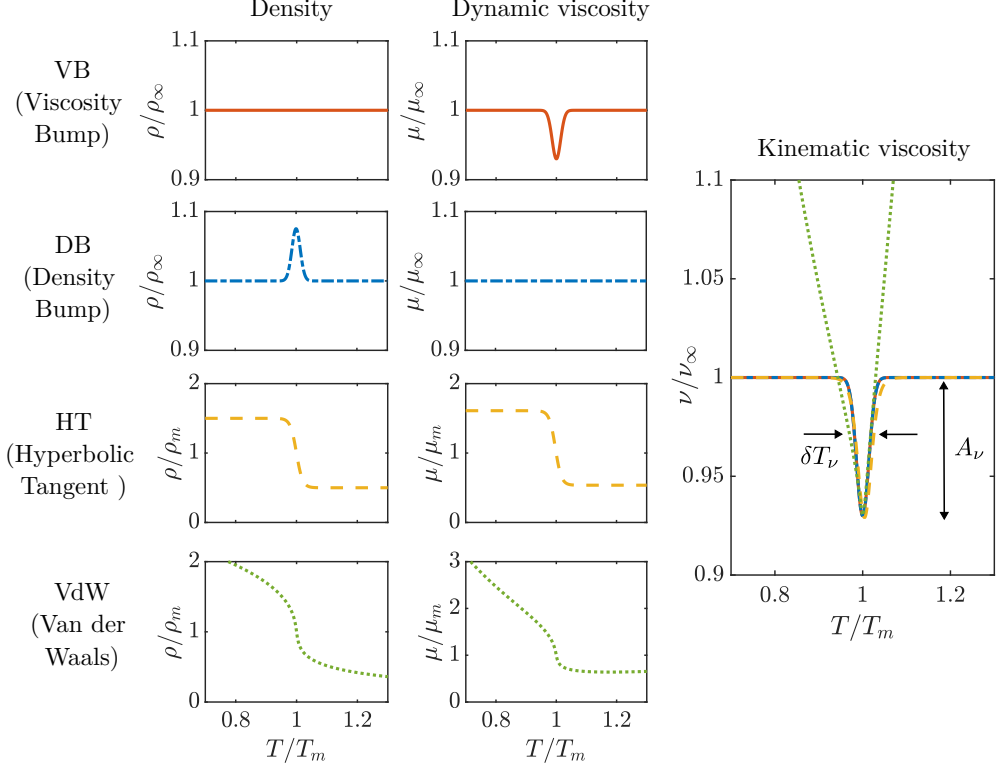 Density
Dynamic viscosity
VB
(Viscosity
Bump)
1.1
1
0.9
ρ/ρ∞
1.1
1
0.9
μ/μ∞
DB
(Density
Bump)
1.1
1
0.9
ρ/ρ∞
1.1
1
0.9
μ/μ∞
HT
(Hyperbolic
Tangent )
2
1
0
ρ/ρm
2
1
0
μ/μm
VdW
(Van der
Waals)
2
1
0
ρ/ρm
0.8 1 1.2
T/Tm
3
2
1
0
μ/μm
0.8 1 1.2
T/Tm
Kinematic viscosity
1.1
1.05
1
0.95
0.9
ν/ν∞
δTν
Aν
0.8 1 1.2
T/Tm